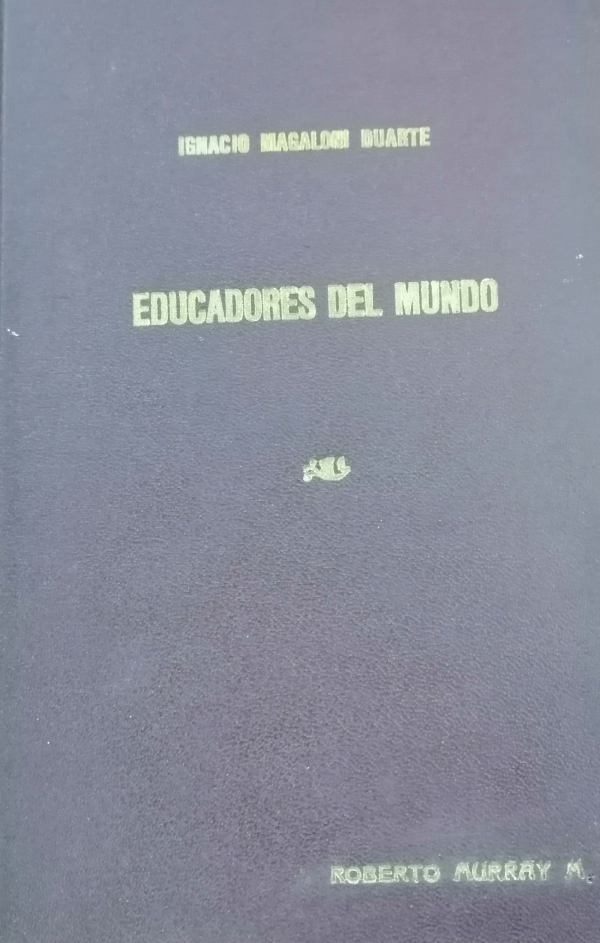 IGNACIO MAGALONI DUARTE
EDUCADORES DEL MUNDO
ROBERTO MURRAY M.